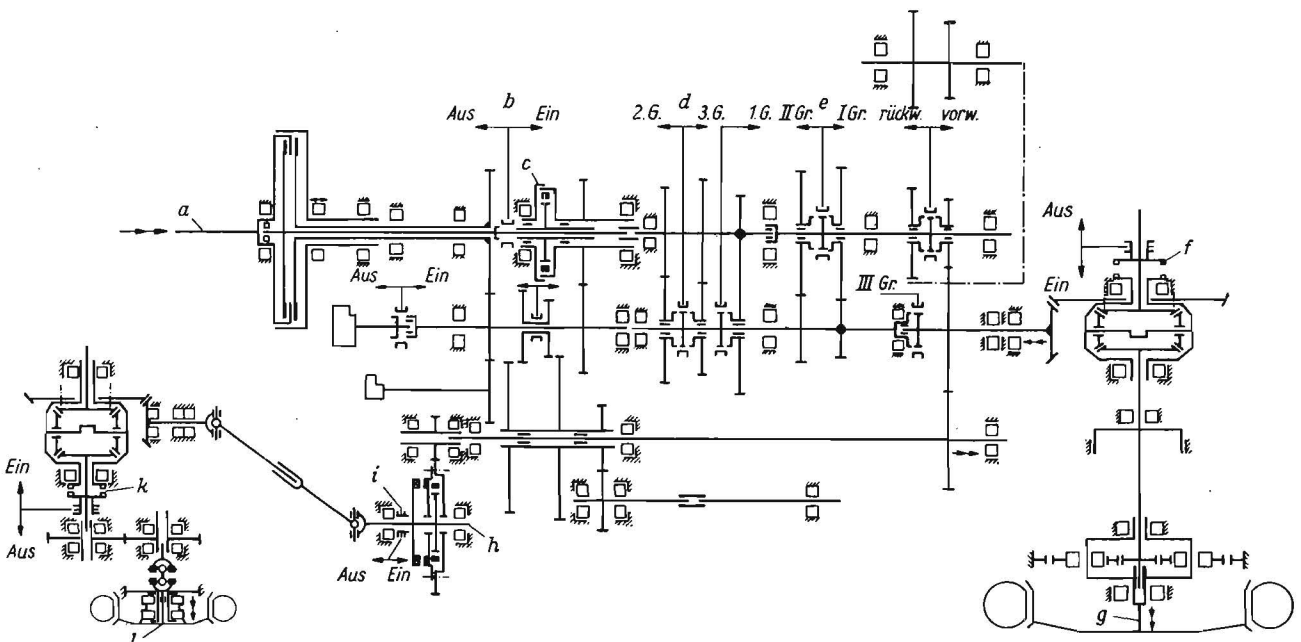 b d e
Aus Ein 2.G. 3.G. 1.G. II Gr. I Gr. rückw. vorw.
c
a
Aus
f
Aus Ein
III Gr.
Ein
Ein
k
i
Aus
h
Aus Ein
g
l